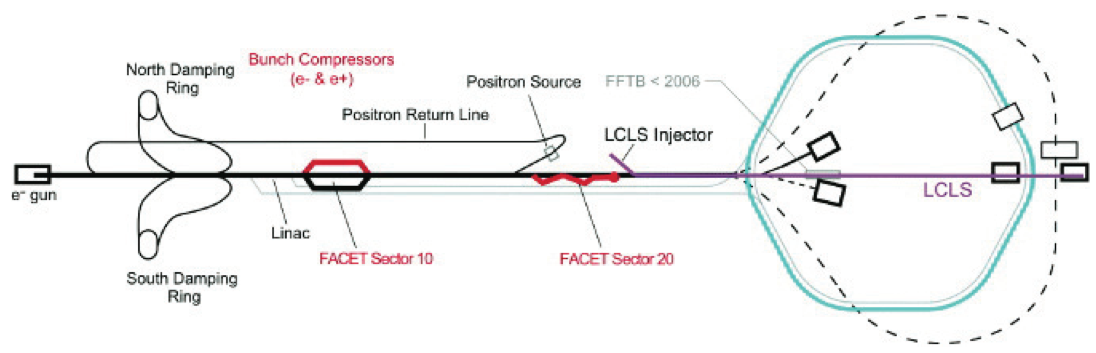 North Damping
Ring
Bunch Compressors
(e- & e+)
Positron Source
FFTB < 2006
Positron Return Line
LCLS Injector
e⁻ gun
Linac
LCLS
FACET Sector 10
FACET Sector 20
South Damping
Ring